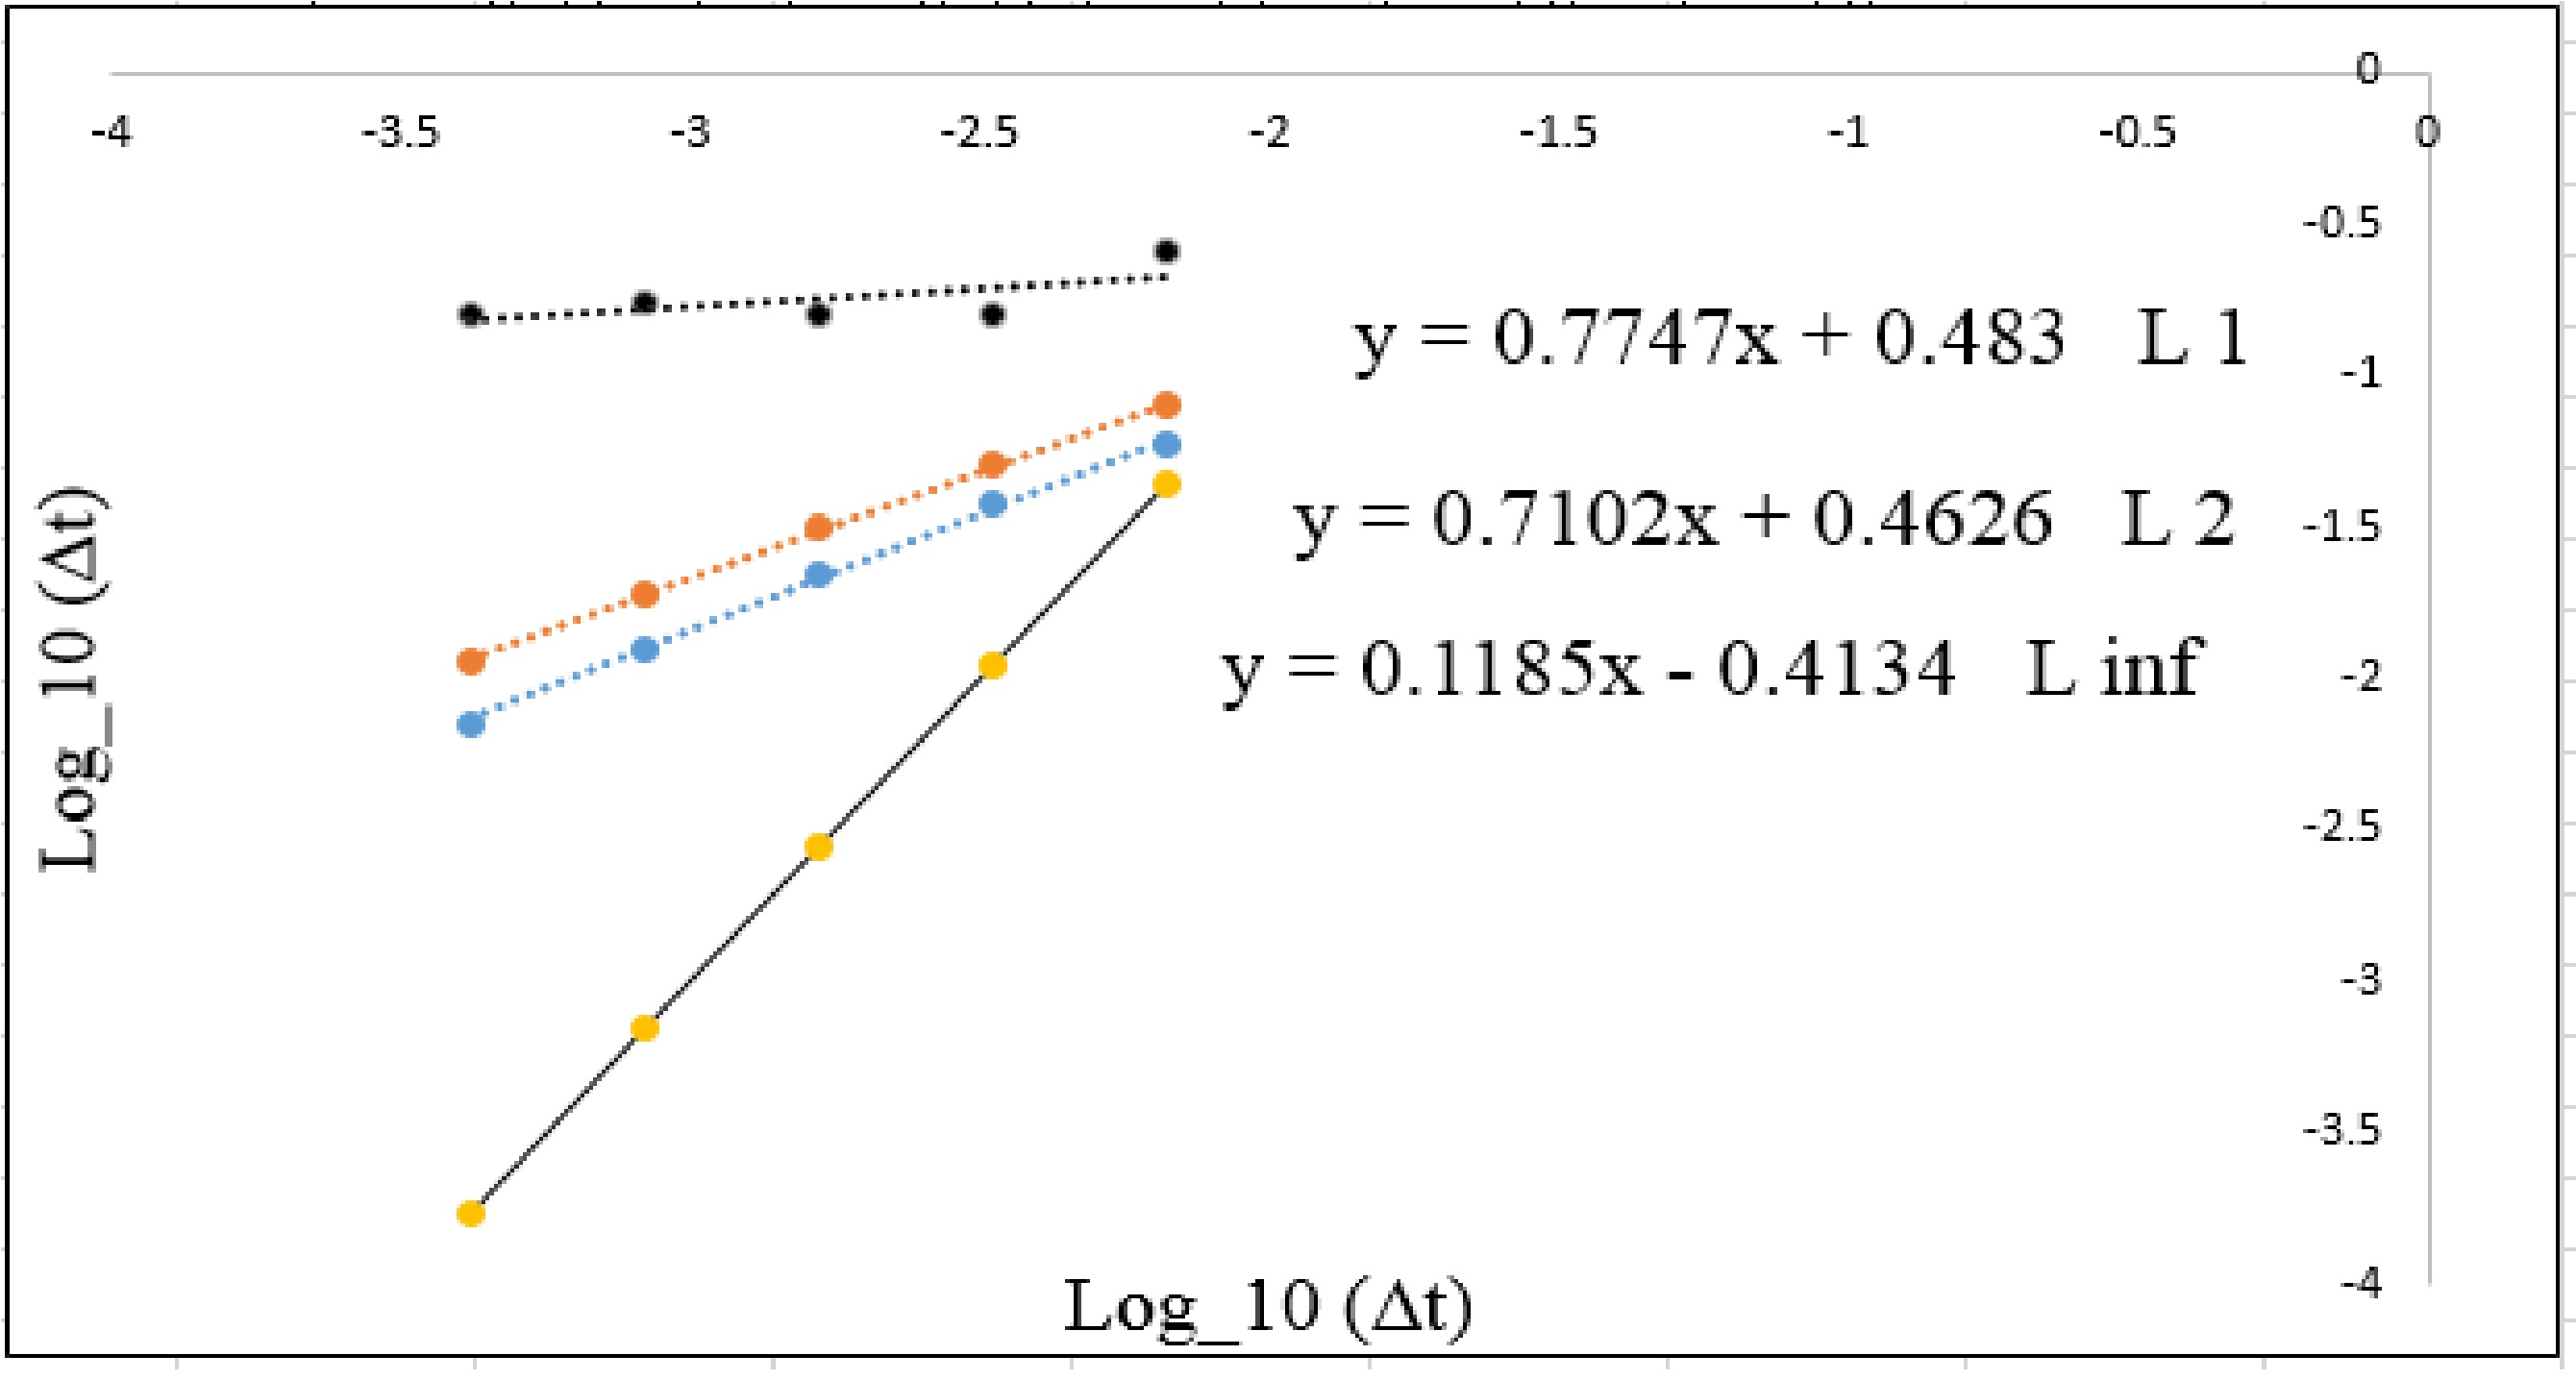 0
-4 -3.5 -3 -2.5 -2 -1.5 -1 -0.5 0
-0.5
y = 0.7747x + 0.483 L 1
-1
y = 0.7102x + 0.4626 L 2
-1.5
y = 0.1185x - 0.4134 L inf
-2
-2.5
-3
-3.5
-4
Log_10 (Δt)
Log_10 (Δt)